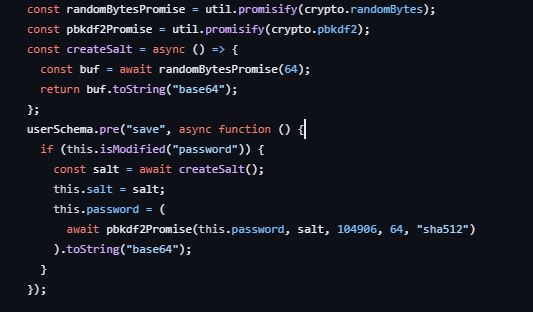 const randomBytesPromise = util.promisify(crypto.randomBytes);
const pbkdf2Promise = util.promisify(crypto.pbkdf2);
const createSalt = async () => {
  const buf = await randomBytesPromise(64);
  return buf.toString("base64");
};
userSchema.pre("save", async function () {
  if (this.isModified("password")) {
    const salt = await createSalt();
    this.salt = salt;
    this.password = (
      await pbkdf2Promise(this.password, salt, 104906, 64, "sha512")
    ).toString("base64");
  }
});